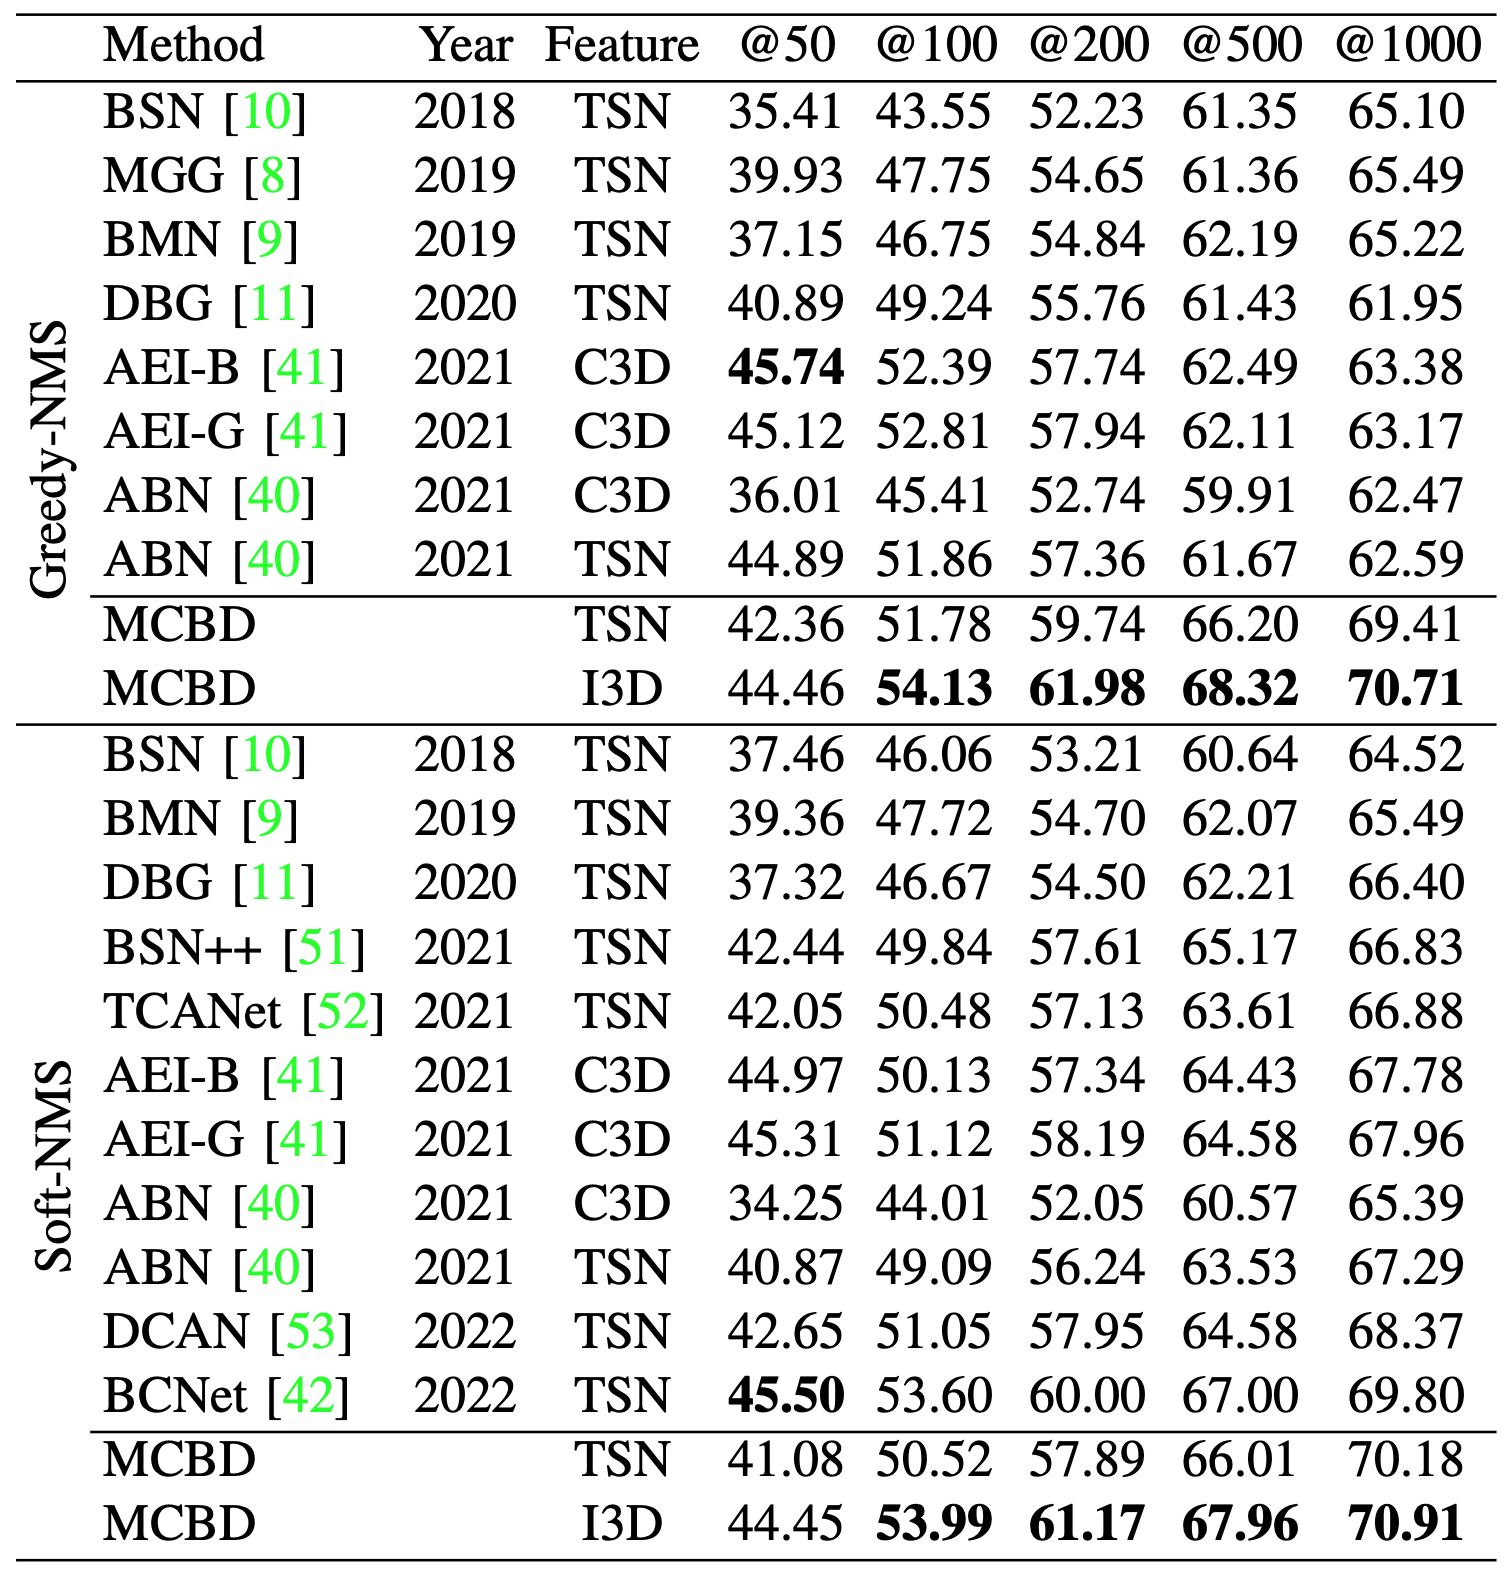 Method Year Feature @50 @100 @200 @500 @1000
Greedy-NMS
BSN [10] 2018 TSN 35.41 43.55 52.23 61.35 65.10
MGG [8] 2019 TSN 39.93 47.75 54.65 61.36 65.49
BMN [9] 2019 TSN 37.15 46.75 54.84 62.19 65.22
DBG [11] 2020 TSN 40.89 49.24 55.76 61.43 61.95
AEI-B [41] 2021 C3D 45.74 52.39 57.74 62.49 63.38
AEI-G [41] 2021 C3D 45.12 52.81 57.94 62.11 63.17
ABN [40] 2021 C3D 36.01 45.41 52.74 59.91 62.47
ABN [40] 2021 TSN 44.89 51.86 57.36 61.67 62.59
MCBD TSN 42.36 51.78 59.74 66.20 69.41
MCBD I3D 44.46 54.13 61.98 68.32 70.71
Soft-NMS
BSN [10] 2018 TSN 37.46 46.06 53.21 60.64 64.52
BMN [9] 2019 TSN 39.36 47.72 54.70 62.07 65.49
DBG [11] 2020 TSN 37.32 46.67 54.50 62.21 66.40
BSN++ [51] 2021 TSN 42.44 49.84 57.61 65.17 66.83
TCANet [52] 2021 TSN 42.05 50.48 57.13 63.61 66.88
AEI-B [41] 2021 C3D 44.97 50.13 57.34 64.43 67.78
AEI-G [41] 2021 C3D 45.31 51.12 58.19 64.58 67.96
ABN [40] 2021 C3D 34.25 44.01 52.05 60.57 65.39
ABN [40] 2021 TSN 40.87 49.09 56.24 63.53 67.29
DCAN [53] 2022 TSN 42.65 51.05 57.95 64.58 68.37
BCNet [42] 2022 TSN 45.50 53.60 60.00 67.00 69.80
MCBD TSN 41.08 50.52 57.89 66.01 70.18
MCBD I3D 44.45 53.99 61.17 67.96 70.91